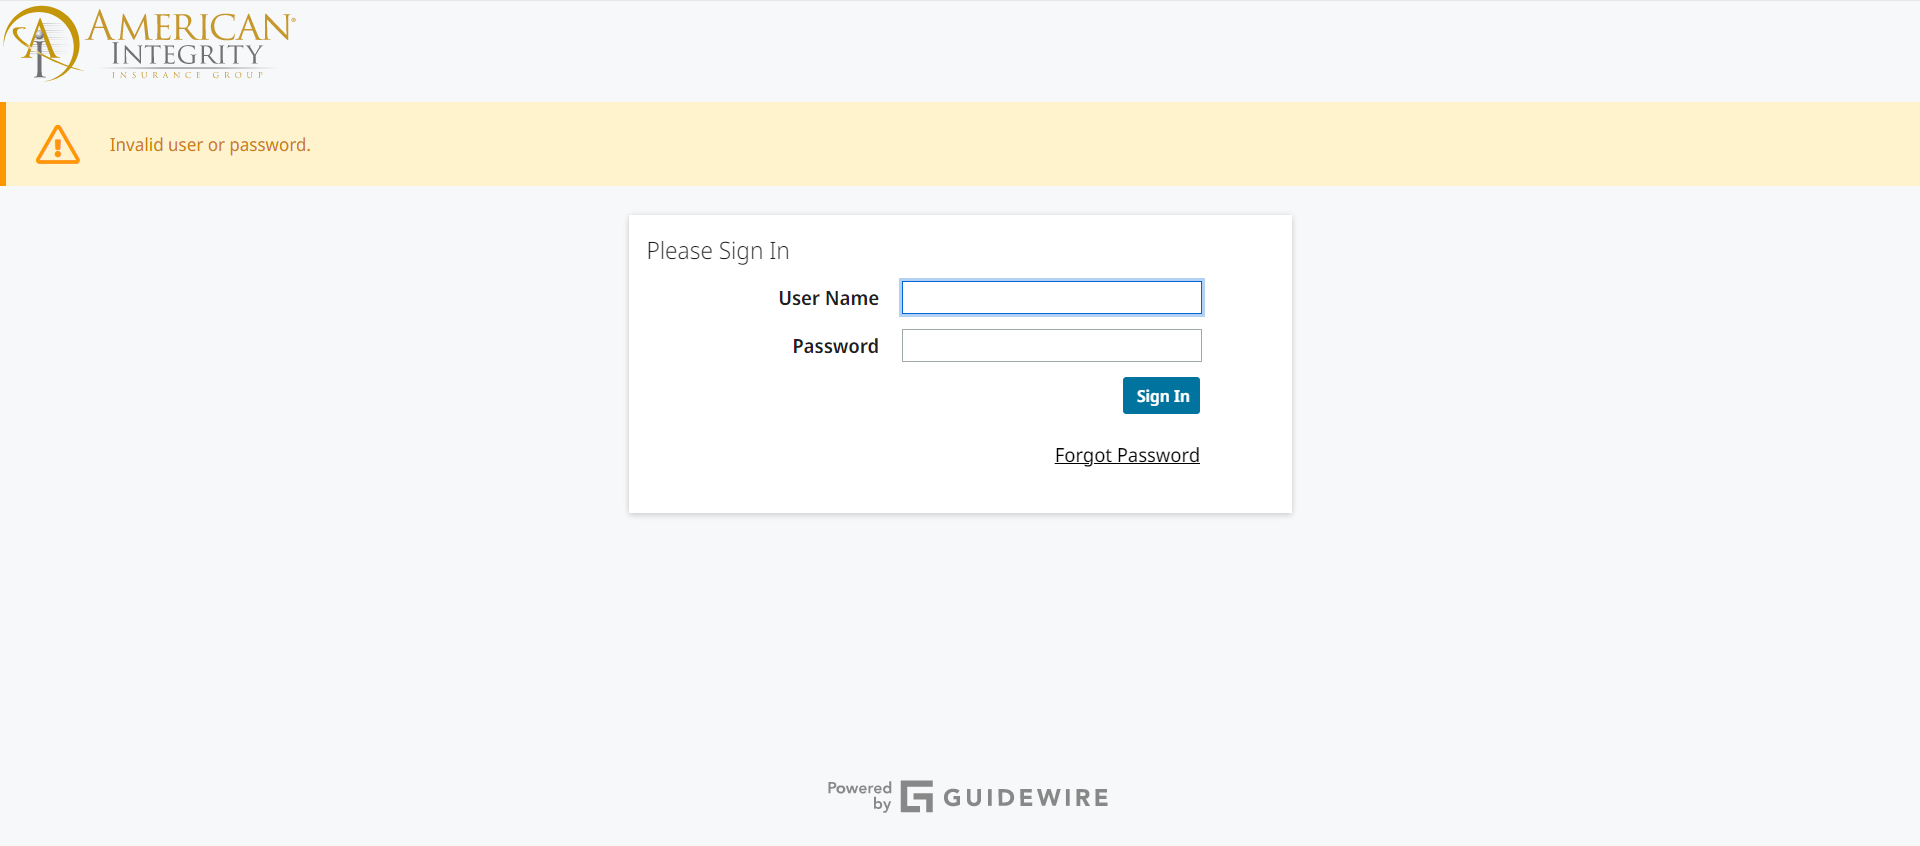 AMERICAN®
INTEGRITY
INSURANCE GROUP
Invalid user or password.
Please Sign In
User Name
Password
Sign In
Forgot Password
Powered by GUIDEWIRE